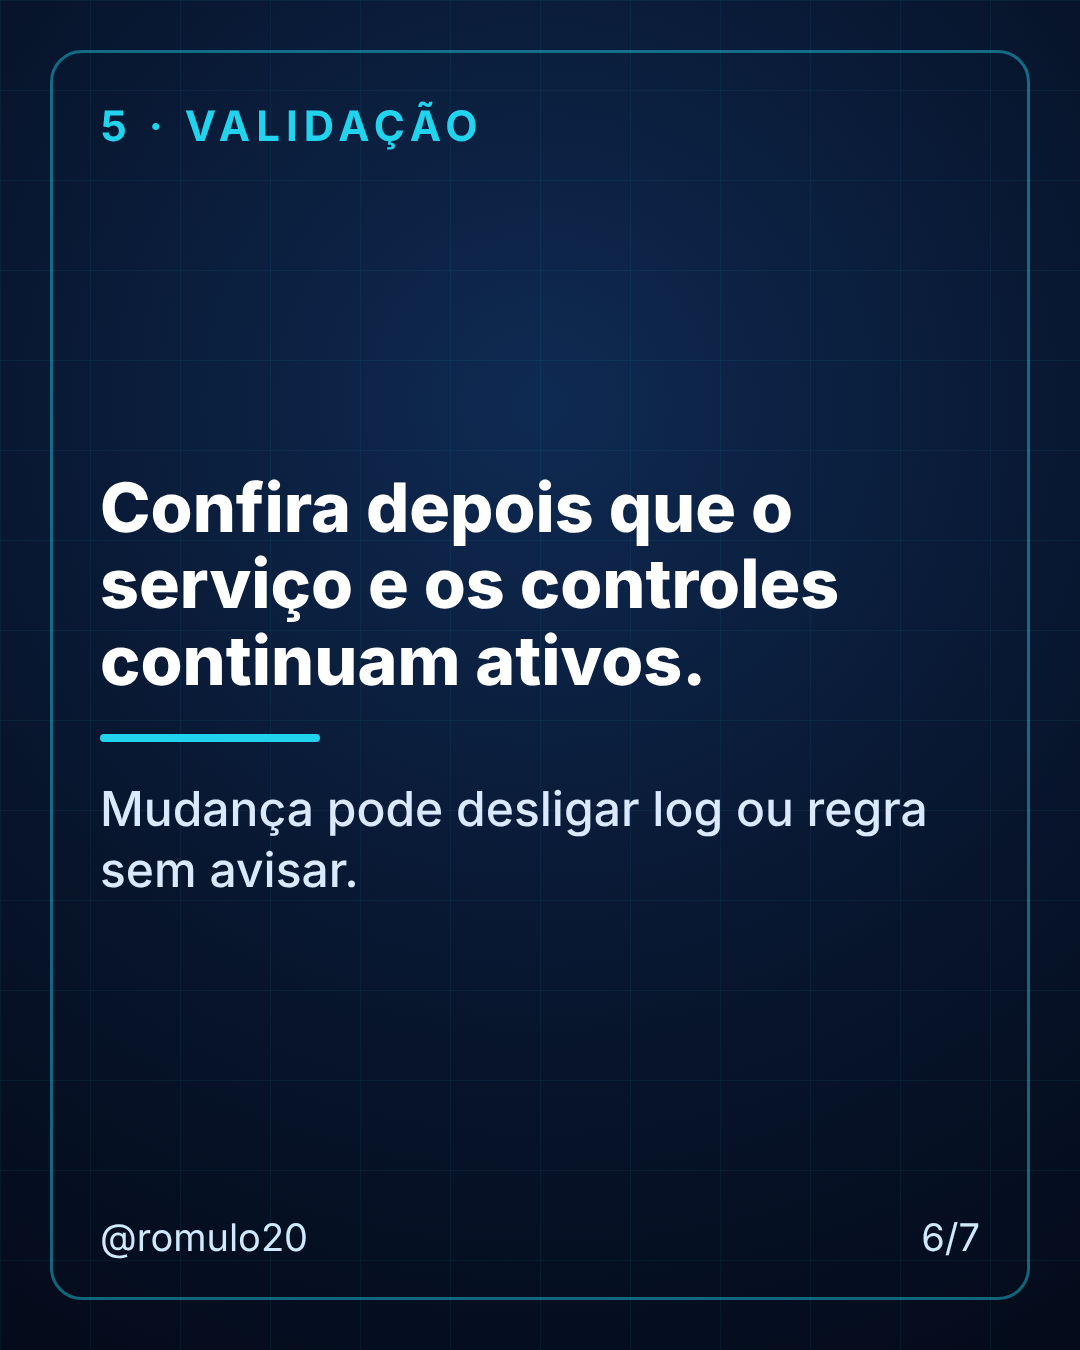 5 · VALIDAÇÃO
Confira depois que o
serviço e os controles
continuam ativos.
Mudança pode desligar log ou regra
sem avisar.
@romulo20
6/7